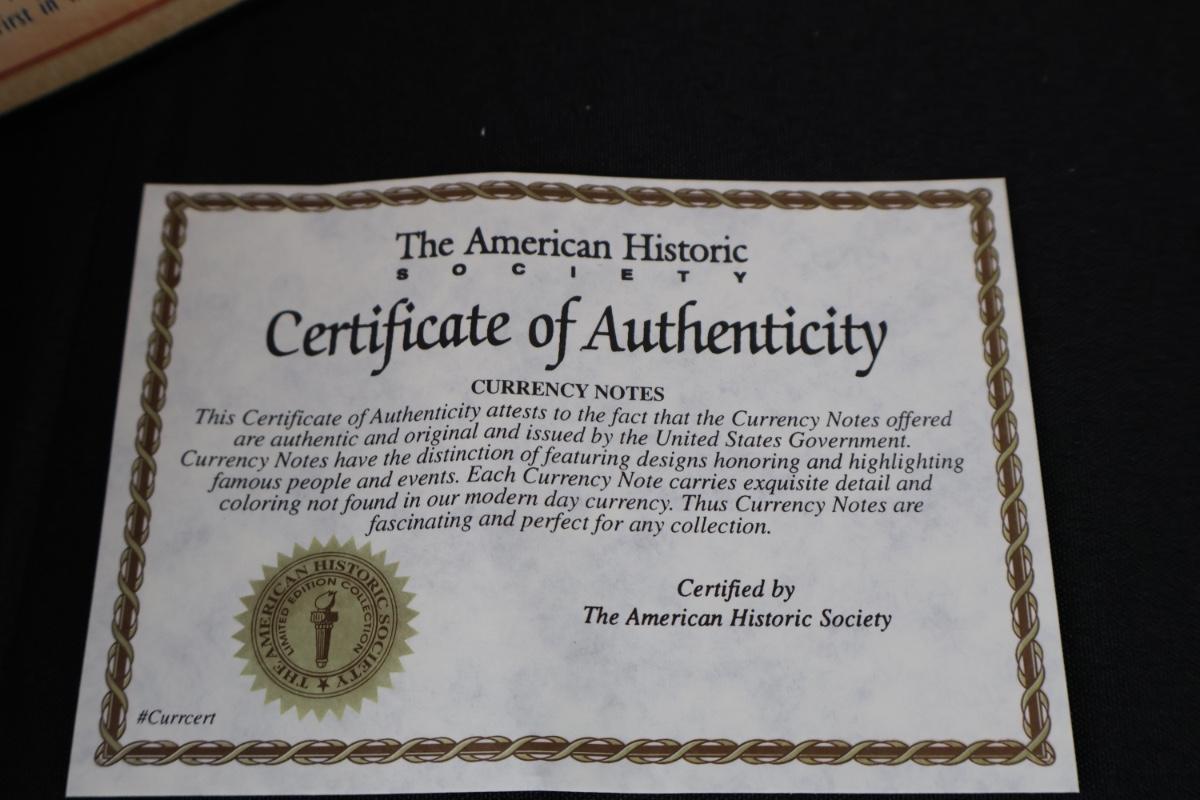 irst in
The American Historic
SOCIETY
Certificate of Authenticity
CURRENCY NOTES
This Certificate of Authenticity attests to the fact that the Currency Notes offered
are authentic and original and issued by the United States Government.
Currency Notes have the distinction of featuring designs honoring and highlighting
famous people and events. Each Currency Note carries exquisite detail and
coloring not found in our modern day currency. Thus Currency Notes are
fascinating and perfect for any collection.
THE AMERICAN HISTORIC SOCIETY
LIMITED EDITION COLLECTION
Certified by
The American Historic Society
#Currcert